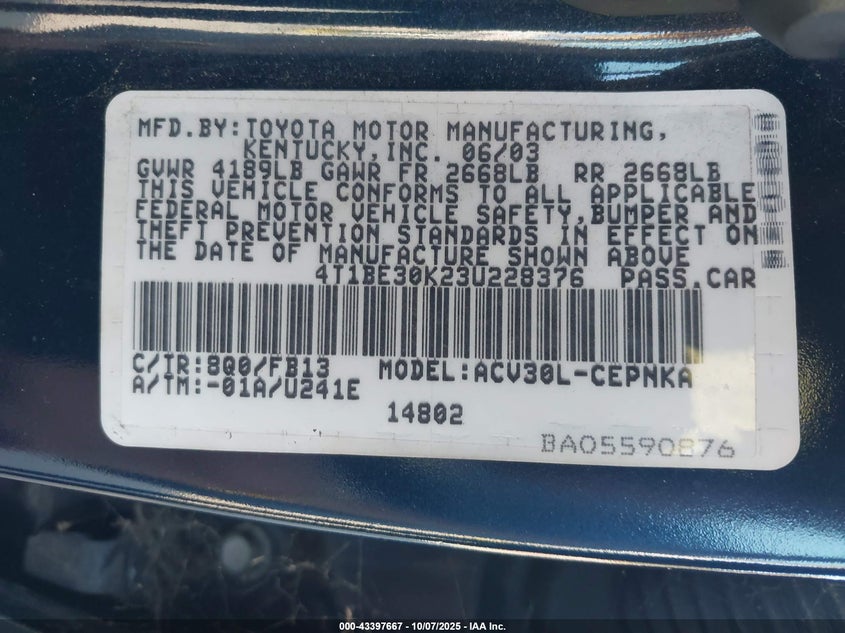 MFD.BY:TOYOTA MOTOR MANUFACTURING,
KENTUCKY,INC. 06/03
GVWR 4189LB GAWR FR 2668LB RR 2668LB
THIS VEHICLE CONFORMS TO ALL APPLICABLE
FEDERAL MOTOR VEHICLE SAFETY,BUMPER AND
THEFT PREVENTION STANDARDS IN EFFECT ON
THE DATE OF MANUFACTURE SHOWN ABOVE
4T1BE30K23U228376 PASS.CAR
C/TR:8Q0/FB13 MODEL:ACV30L-CEPNKA
A/TM:-01A/U241E
14802
BA05590876
000-43397667 - 10/07/2025 - IAA Inc.